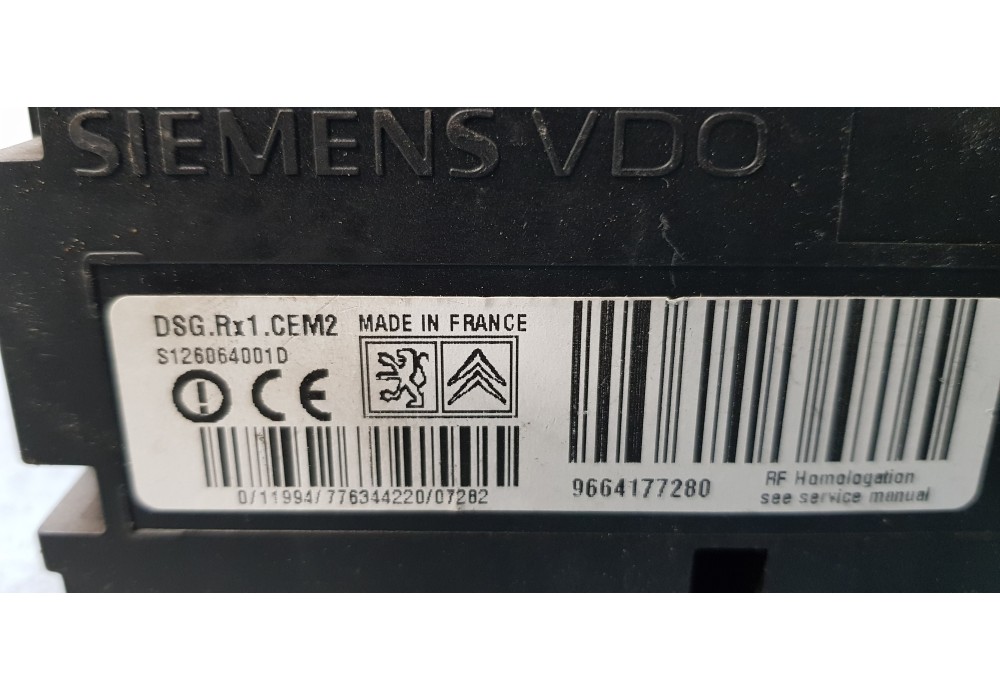 SIEMENS VDO
DSG.Rx1.CEM2 MADE IN FRANCE
S126064001D
CE
0/11994/776344220/07282
9664177280
RF Homologation
see service manual